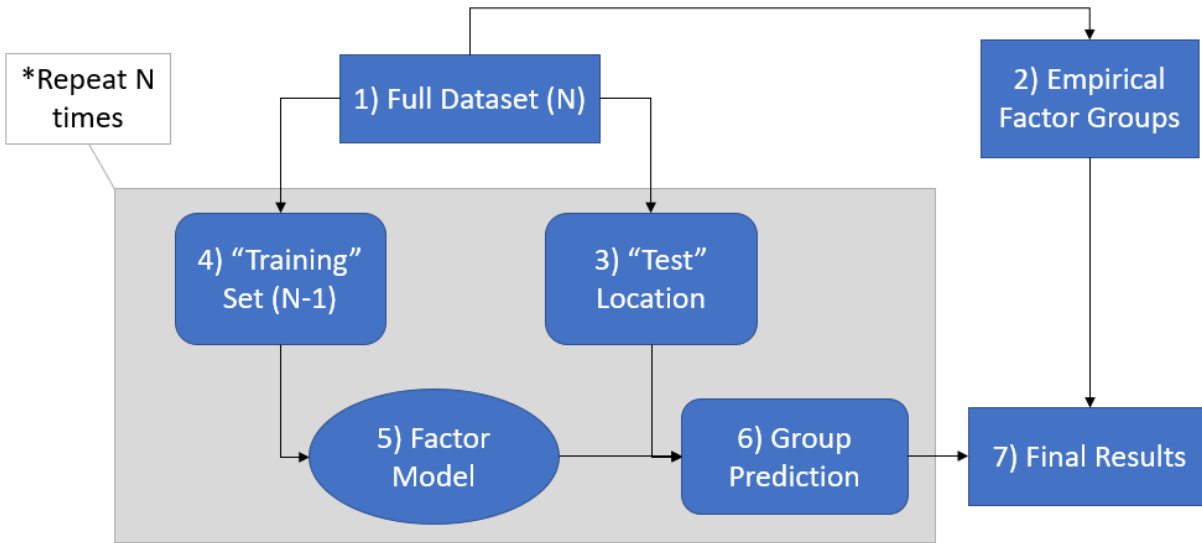 *Repeat N
times
1) Full Dataset (N)
2) Empirical
Factor Groups
4) “Training”
Set (N-1)
3) “Test”
Location
5) Factor
Model
6) Group
Prediction
7) Final Results